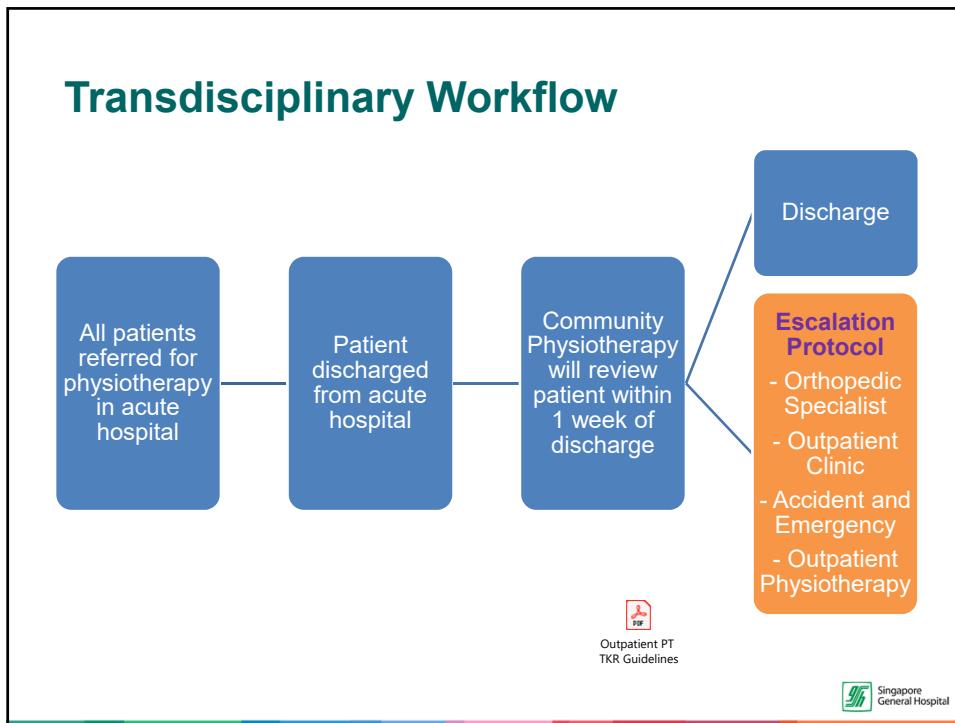 Transdisciplinary Workflow
All patients
referred for
physiotherapy
in acute
hospital
Patient
discharged
from acute
hospital
Community
Physiotherapy
will review
patient within
1 week of
discharge
Discharge
Escalation
Protocol
- Orthopedic
Specialist
- Outpatient
Clinic
- Accident and
Emergency
- Outpatient
Physiotherapy
PDF
Outpatient PT
TKR Guidelines
Singapore
General Hospital